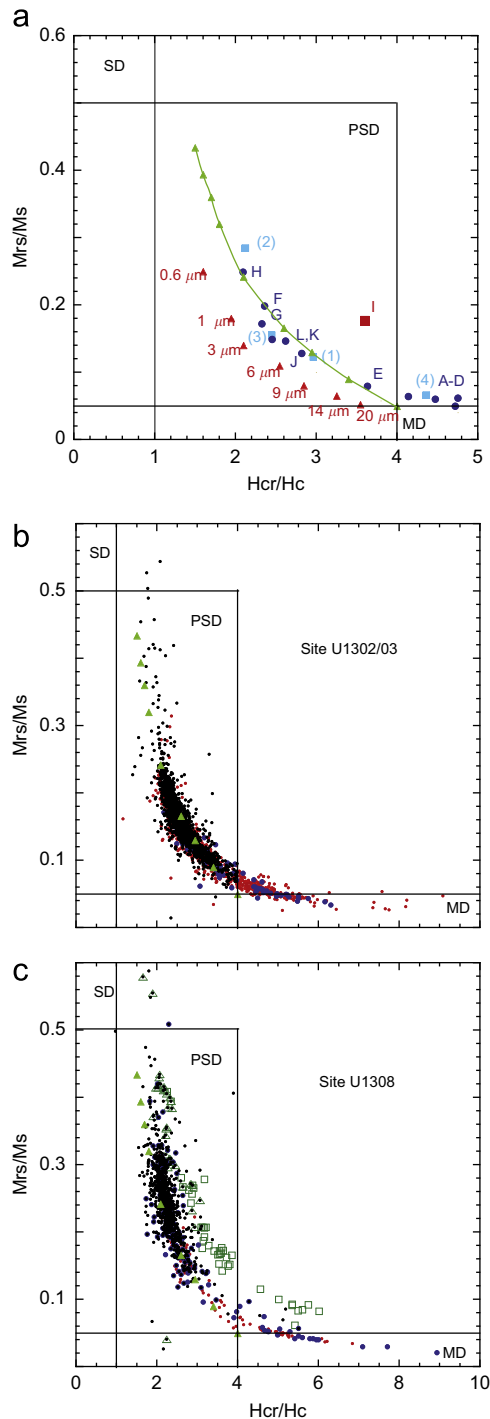 a
0.6
SD
PSD
0.4
Mrs/Ms
(2)
0.6 µm
H
I
0.2
F
1 µm
G
(3)
L,K
3 µm
J
(1)
6 µm
E
(4)
A-D
9 µm
14 µm
20 µm
MD
0
0 1 2 3 4 5
Hcr/Hc
b
SD
0.5
PSD
Site U1302/03
Mrs/Ms
0.3
0.1
MD
c
SD
0.5
PSD
Site U1308
Mrs/Ms
0.3
0.1
MD
0 2 4 6 8 10
Hcr/Hc